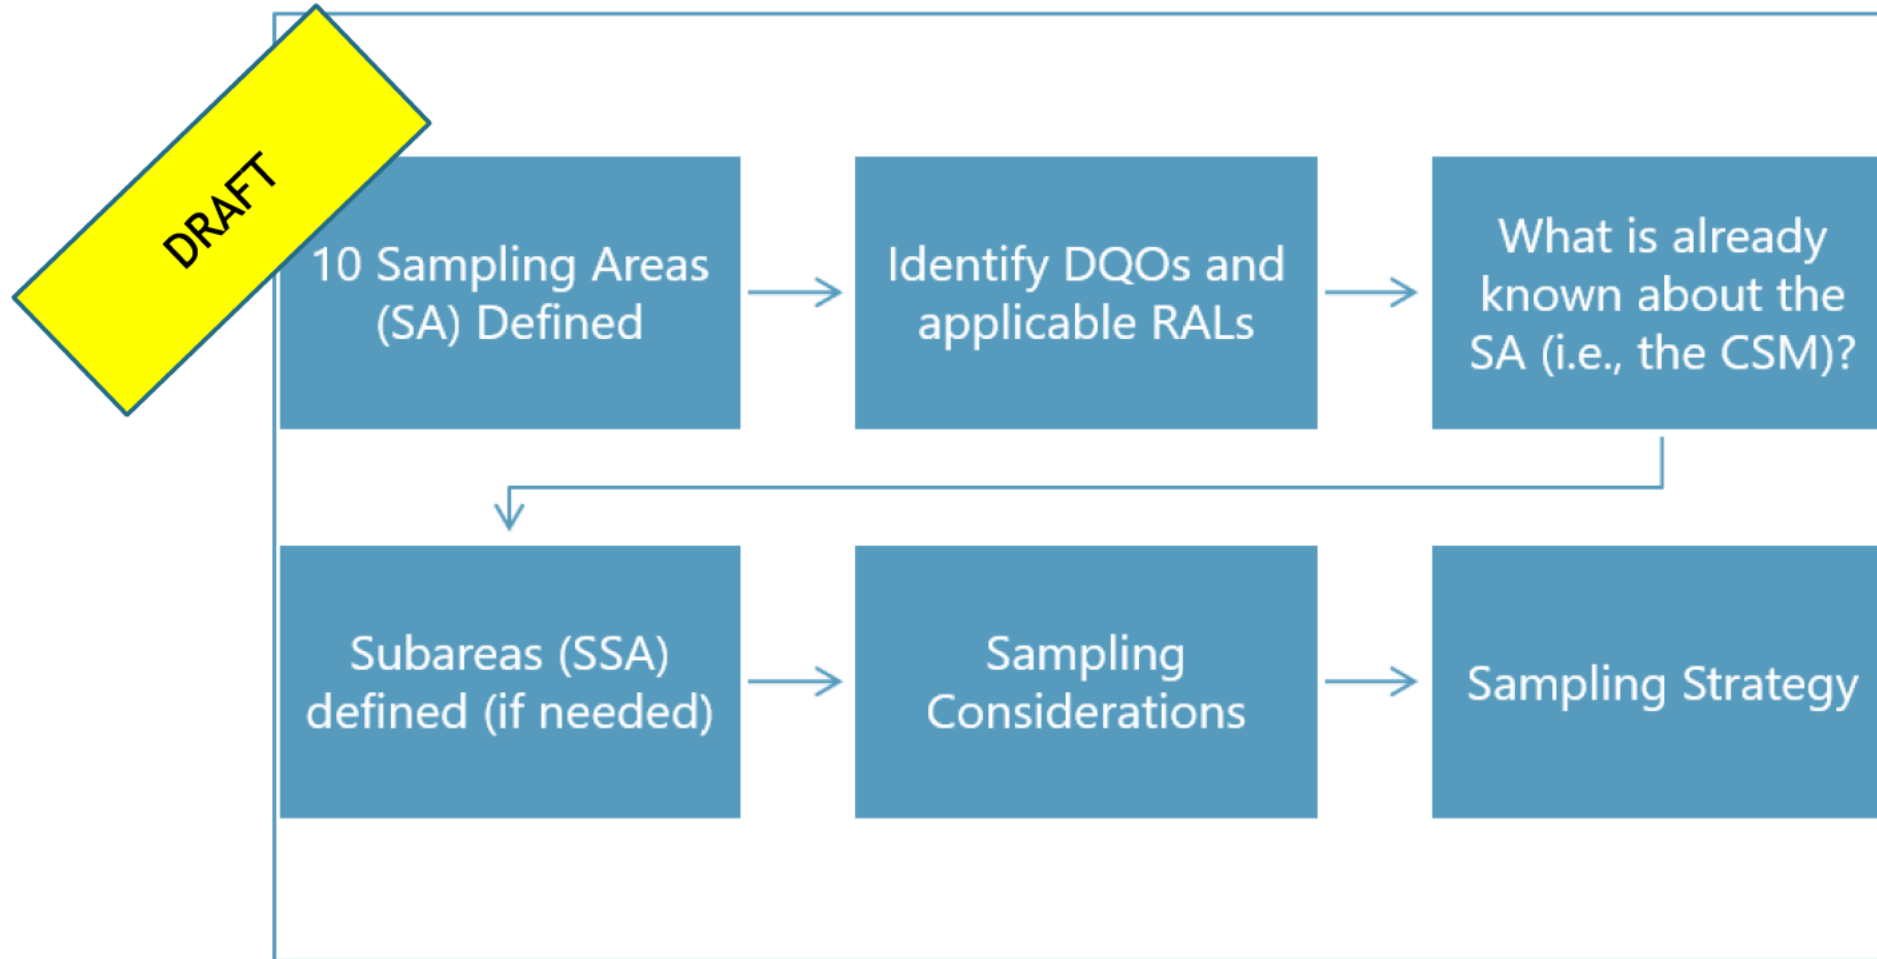 DRAFT
10 Sampling Areas
(SA) Defined
Identify DQOs and
applicable RALs
What is already
known about the
SA (i.e., the CSM)?
Subareas (SSA)
defined (if needed)
Sampling
Considerations
Sampling Strategy